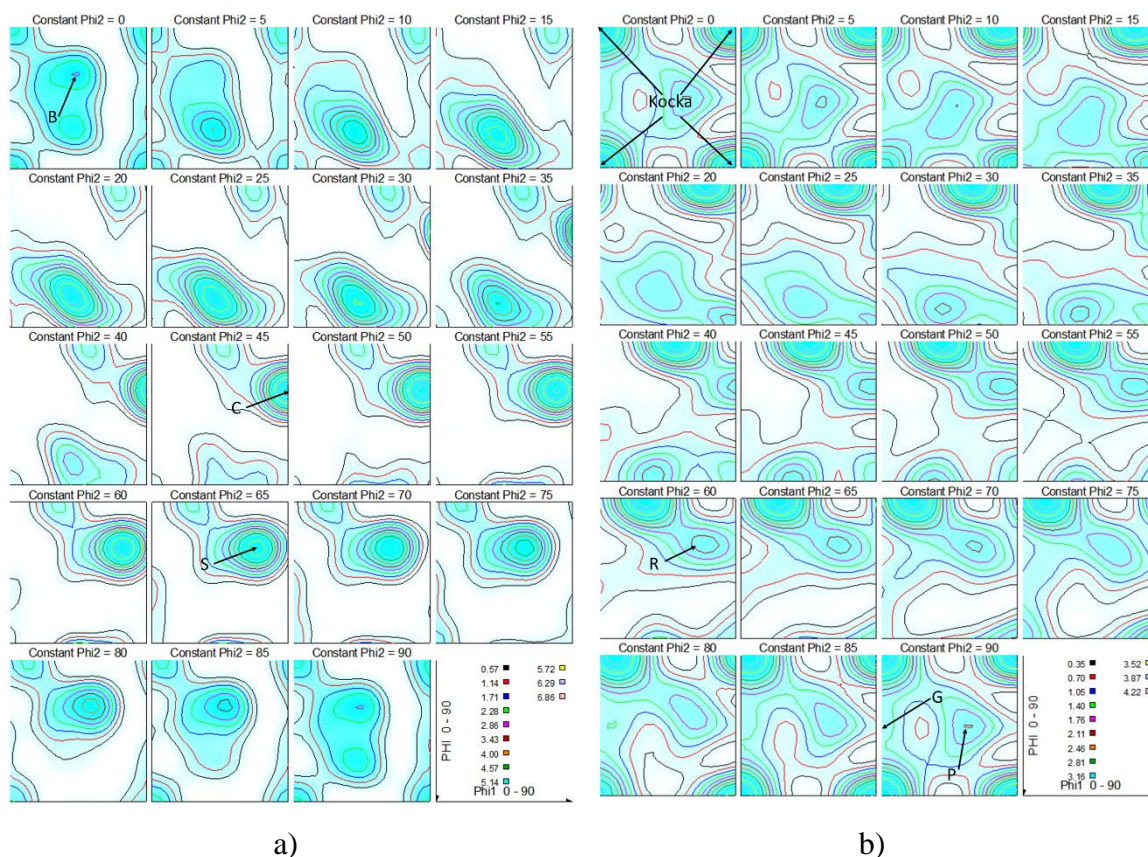 Constant Phi2 = 0 Constant Phi2 = 5 Constant Phi2 = 10 Constant Phi2 = 15
B
Constant Phi2 = 20 Constant Phi2 = 25 Constant Phi2 = 30 Constant Phi2 = 35
Constant Phi2 = 40 Constant Phi2 = 45 Constant Phi2 = 50 Constant Phi2 = 55
C
Constant Phi2 = 60 Constant Phi2 = 65 Constant Phi2 = 70 Constant Phi2 = 75
S
Constant Phi2 = 80 Constant Phi2 = 85 Constant Phi2 = 90
0.57 5.72
1.14 6.29
1.71 6.86
2.28
2.86
3.43
4.00
4.57
5.14
PHI 0 - 90
Phi1 0 - 90
a)
Constant Phi2 = 0 Constant Phi2 = 5 Constant Phi2 = 10 Constant Phi2 = 15
Kocka
Constant Phi2 = 20 Constant Phi2 = 25 Constant Phi2 = 30 Constant Phi2 = 35
Constant Phi2 = 40 Constant Phi2 = 45 Constant Phi2 = 50 Constant Phi2 = 55
Constant Phi2 = 60 Constant Phi2 = 65 Constant Phi2 = 70 Constant Phi2 = 75
R
Constant Phi2 = 80 Constant Phi2 = 85 Constant Phi2 = 90
G
P
0.35 3.52
0.70 3.87
1.05 4.22
1.40
1.76
2.11
2.46
2.81
3.16
PHI 0 - 90
Phi1 0 - 90
b)